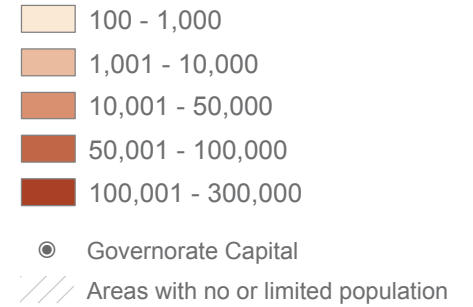 100 - 1,000
1,001 - 10,000
10,001 - 50,000
50,001 - 100,000
100,001 - 300,000
Governorate Capital
Areas with no or limited population